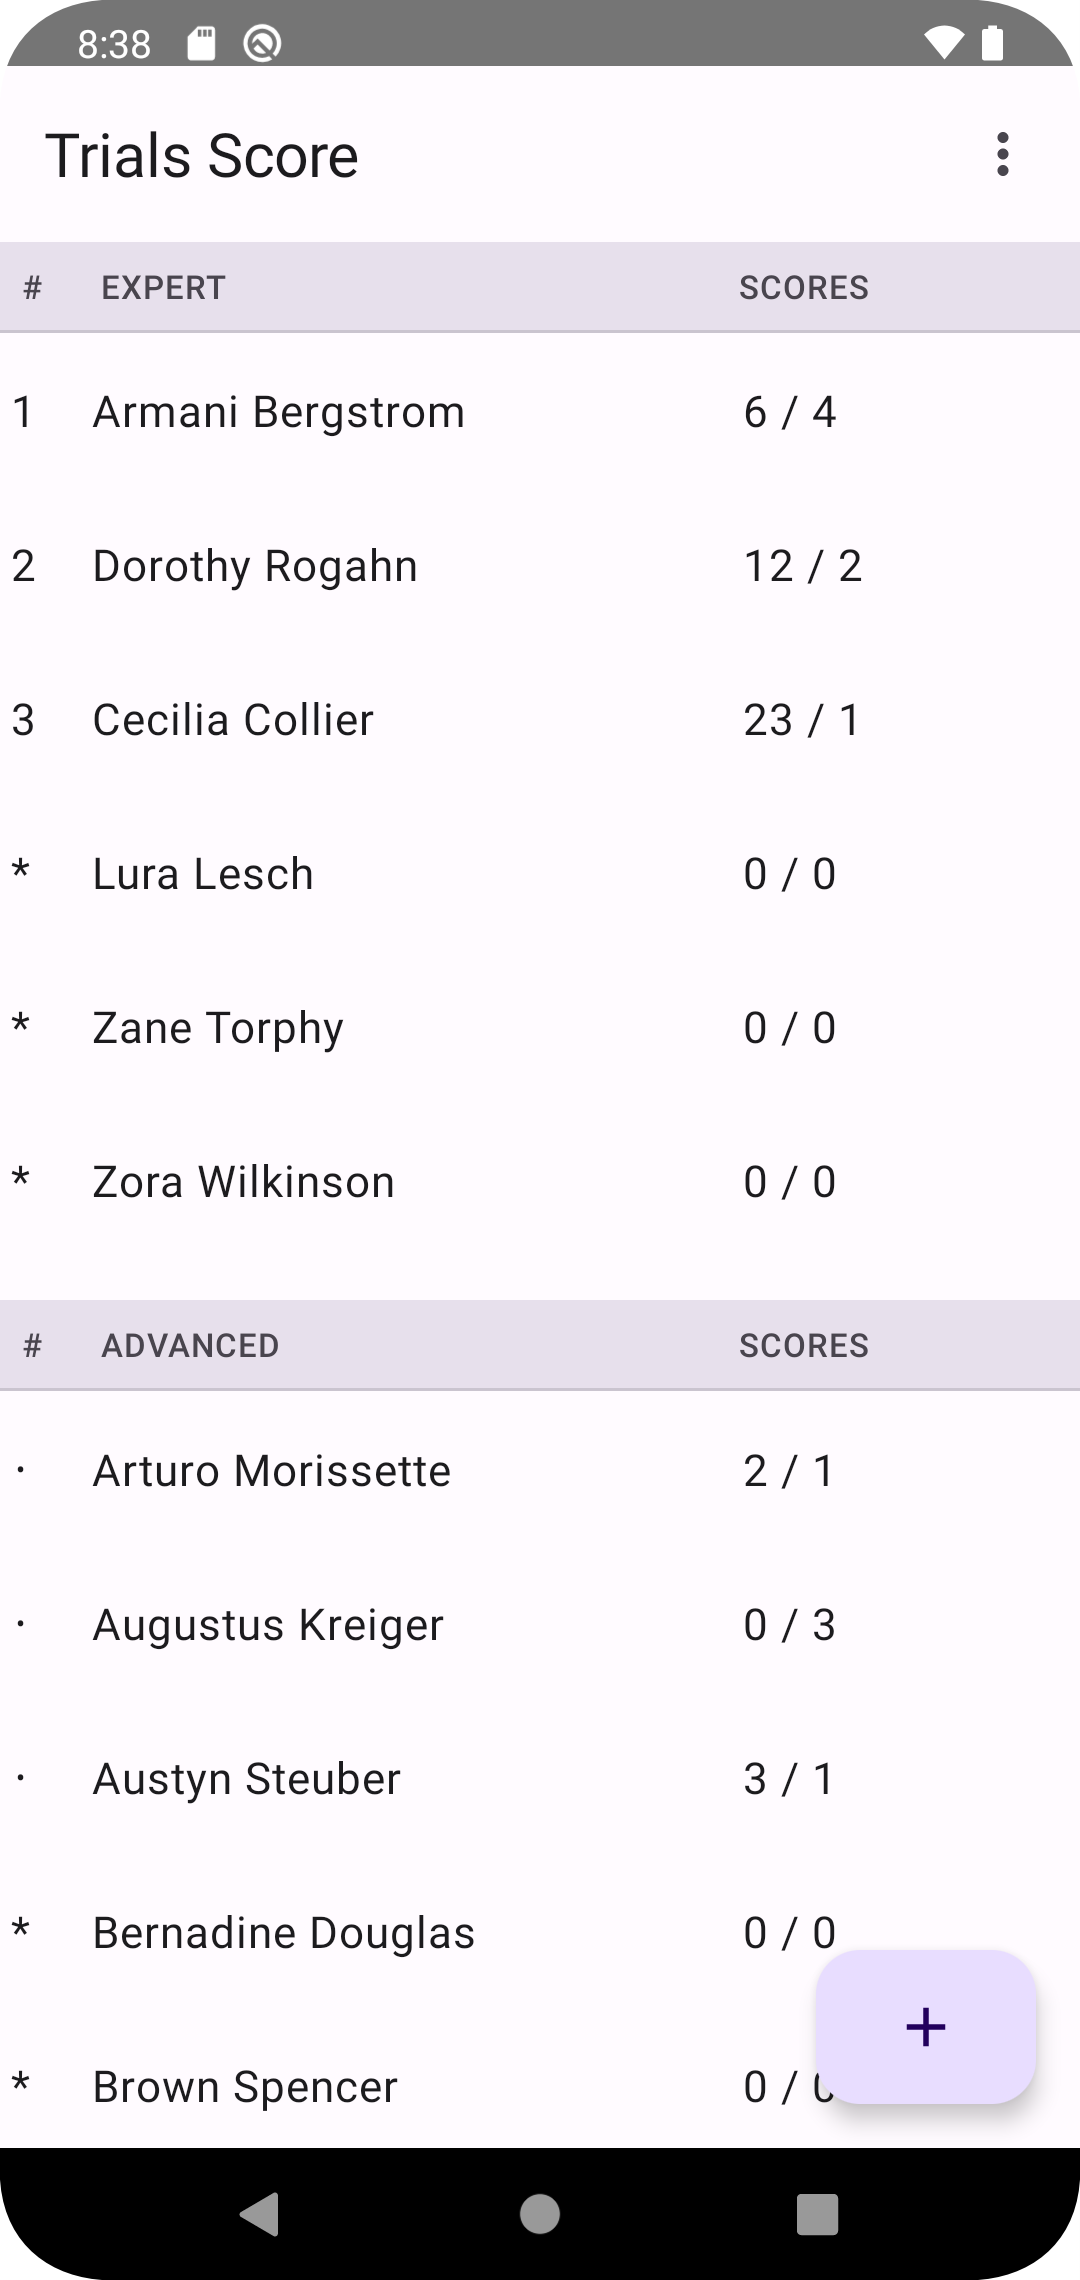 8:38
Trials Score
# EXPERT SCORES
1 Armani Bergstrom 6 / 4
2 Dorothy Rogahn 12 / 2
3 Cecilia Collier 23 / 1
* Lura Lesch 0 / 0
* Zane Torphy 0 / 0
* Zora Wilkinson 0 / 0
# ADVANCED SCORES
· Arturo Morissette 2 / 1
· Augustus Kreiger 0 / 3
· Austyn Steuber 3 / 1
* Bernadine Douglas 0 / 0
* Brown Spencer 0 /